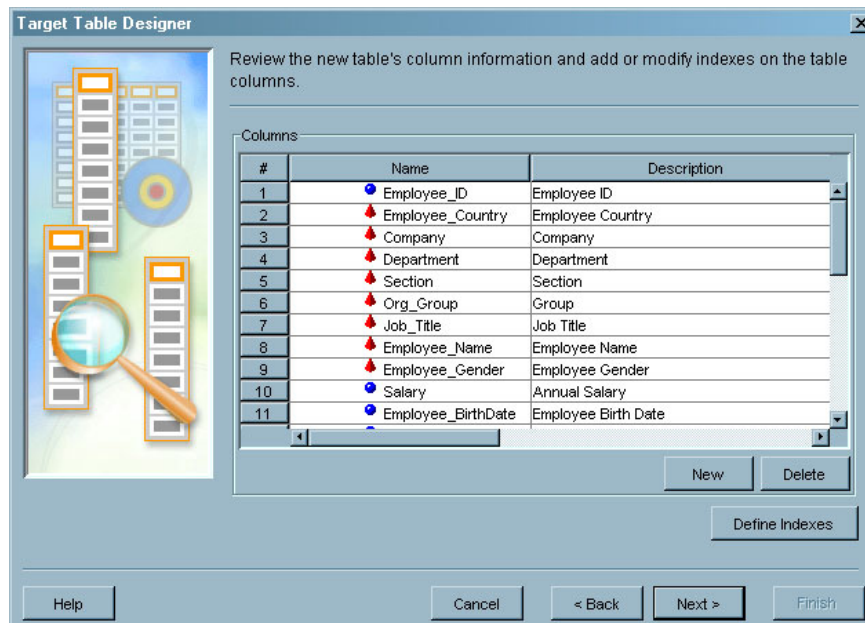 Target Table Designer
Review the new table's column information and add or modify indexes on the table
columns.
Columns
# Name Description
1 Employee_ID Employee ID
2 Employee_Country Employee Country
3 Company Company
4 Department Department
5 Section Section
6 Org_Group Group
7 Job_Title Job Title
8 Employee_Name Employee Name
9 Employee_Gender Employee Gender
10 Salary Annual Salary
11 Employee_BirthDate Employee Birth Date
New Delete
Define Indexes
Help Cancel < Back Next > Finish